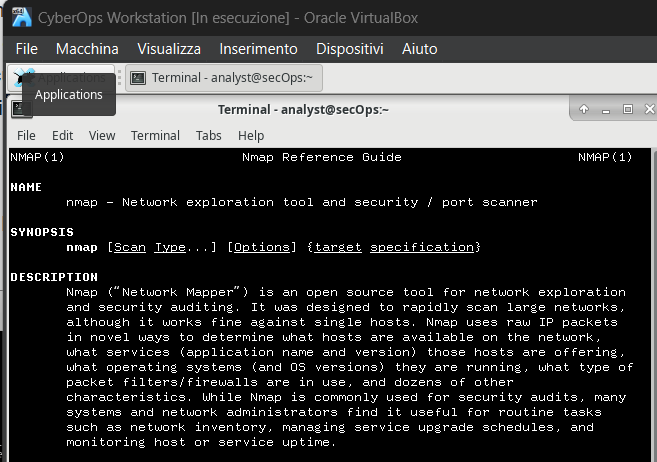 CyberOps Workstation [In esecuzione] - Oracle VirtualBox
File Macchina Visualizza Inserimento Dispositivi Aiuto
Applications Terminal - analyst@secOps:~
Applications
Terminal - analyst@secOps:~
File Edit View Terminal Tabs Help
NMAP(1) Nmap Reference Guide NMAP(1)
NAME
nmap - Network exploration tool and security / port scanner
SYNOPSIS
nmap [Scan Type...] [Options] {target specification}
DESCRIPTION
Nmap (“Network Mapper”) is an open source tool for network exploration
and security auditing. It was designed to rapidly scan large networks,
although it works fine against single hosts. Nmap uses raw IP packets
in novel ways to determine what hosts are available on the network,
what services (application name and version) those hosts are offering,
what operating systems (and OS versions) they are running, what type of
packet filters/firewalls are in use, and dozens of other
characteristics. While Nmap is commonly used for security audits, many
systems and network administrators find it useful for routine tasks
such as network inventory, managing service upgrade schedules, and
monitoring host or service uptime.